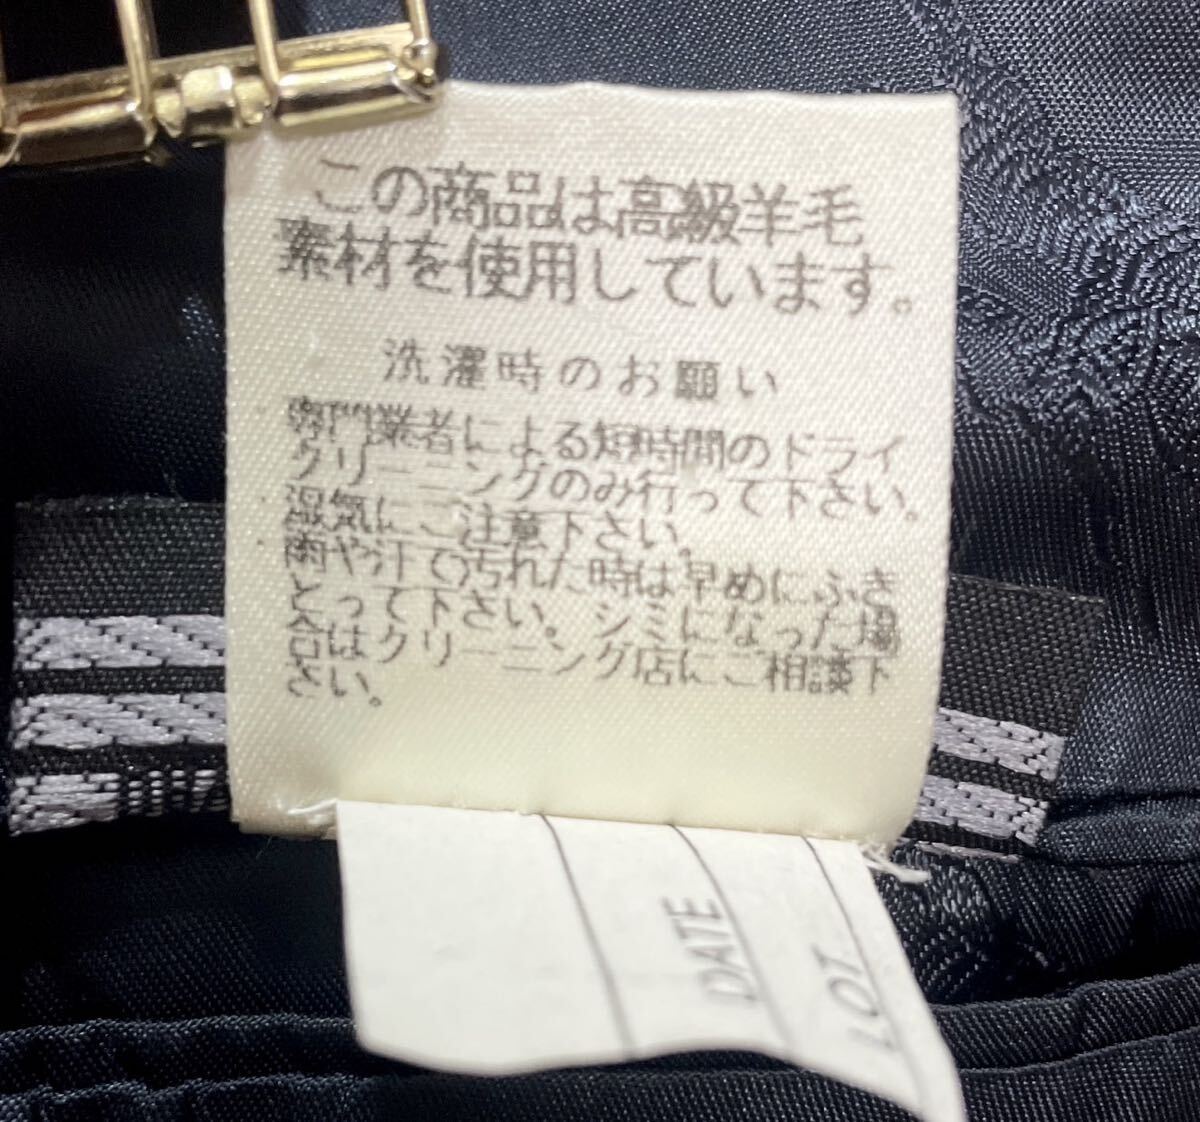 この商品は高級羊毛
素材を使用しています。
洗濯時のお願い
専門業者による短時間のドライ
クリーニングのみ行って下さい。
湿気にご注意下さい。
雨や汗で汚れた時は早めにふき
とって下さい。シミになった場
合はクリーニング店にご相談下
さい。
DATE
LOT